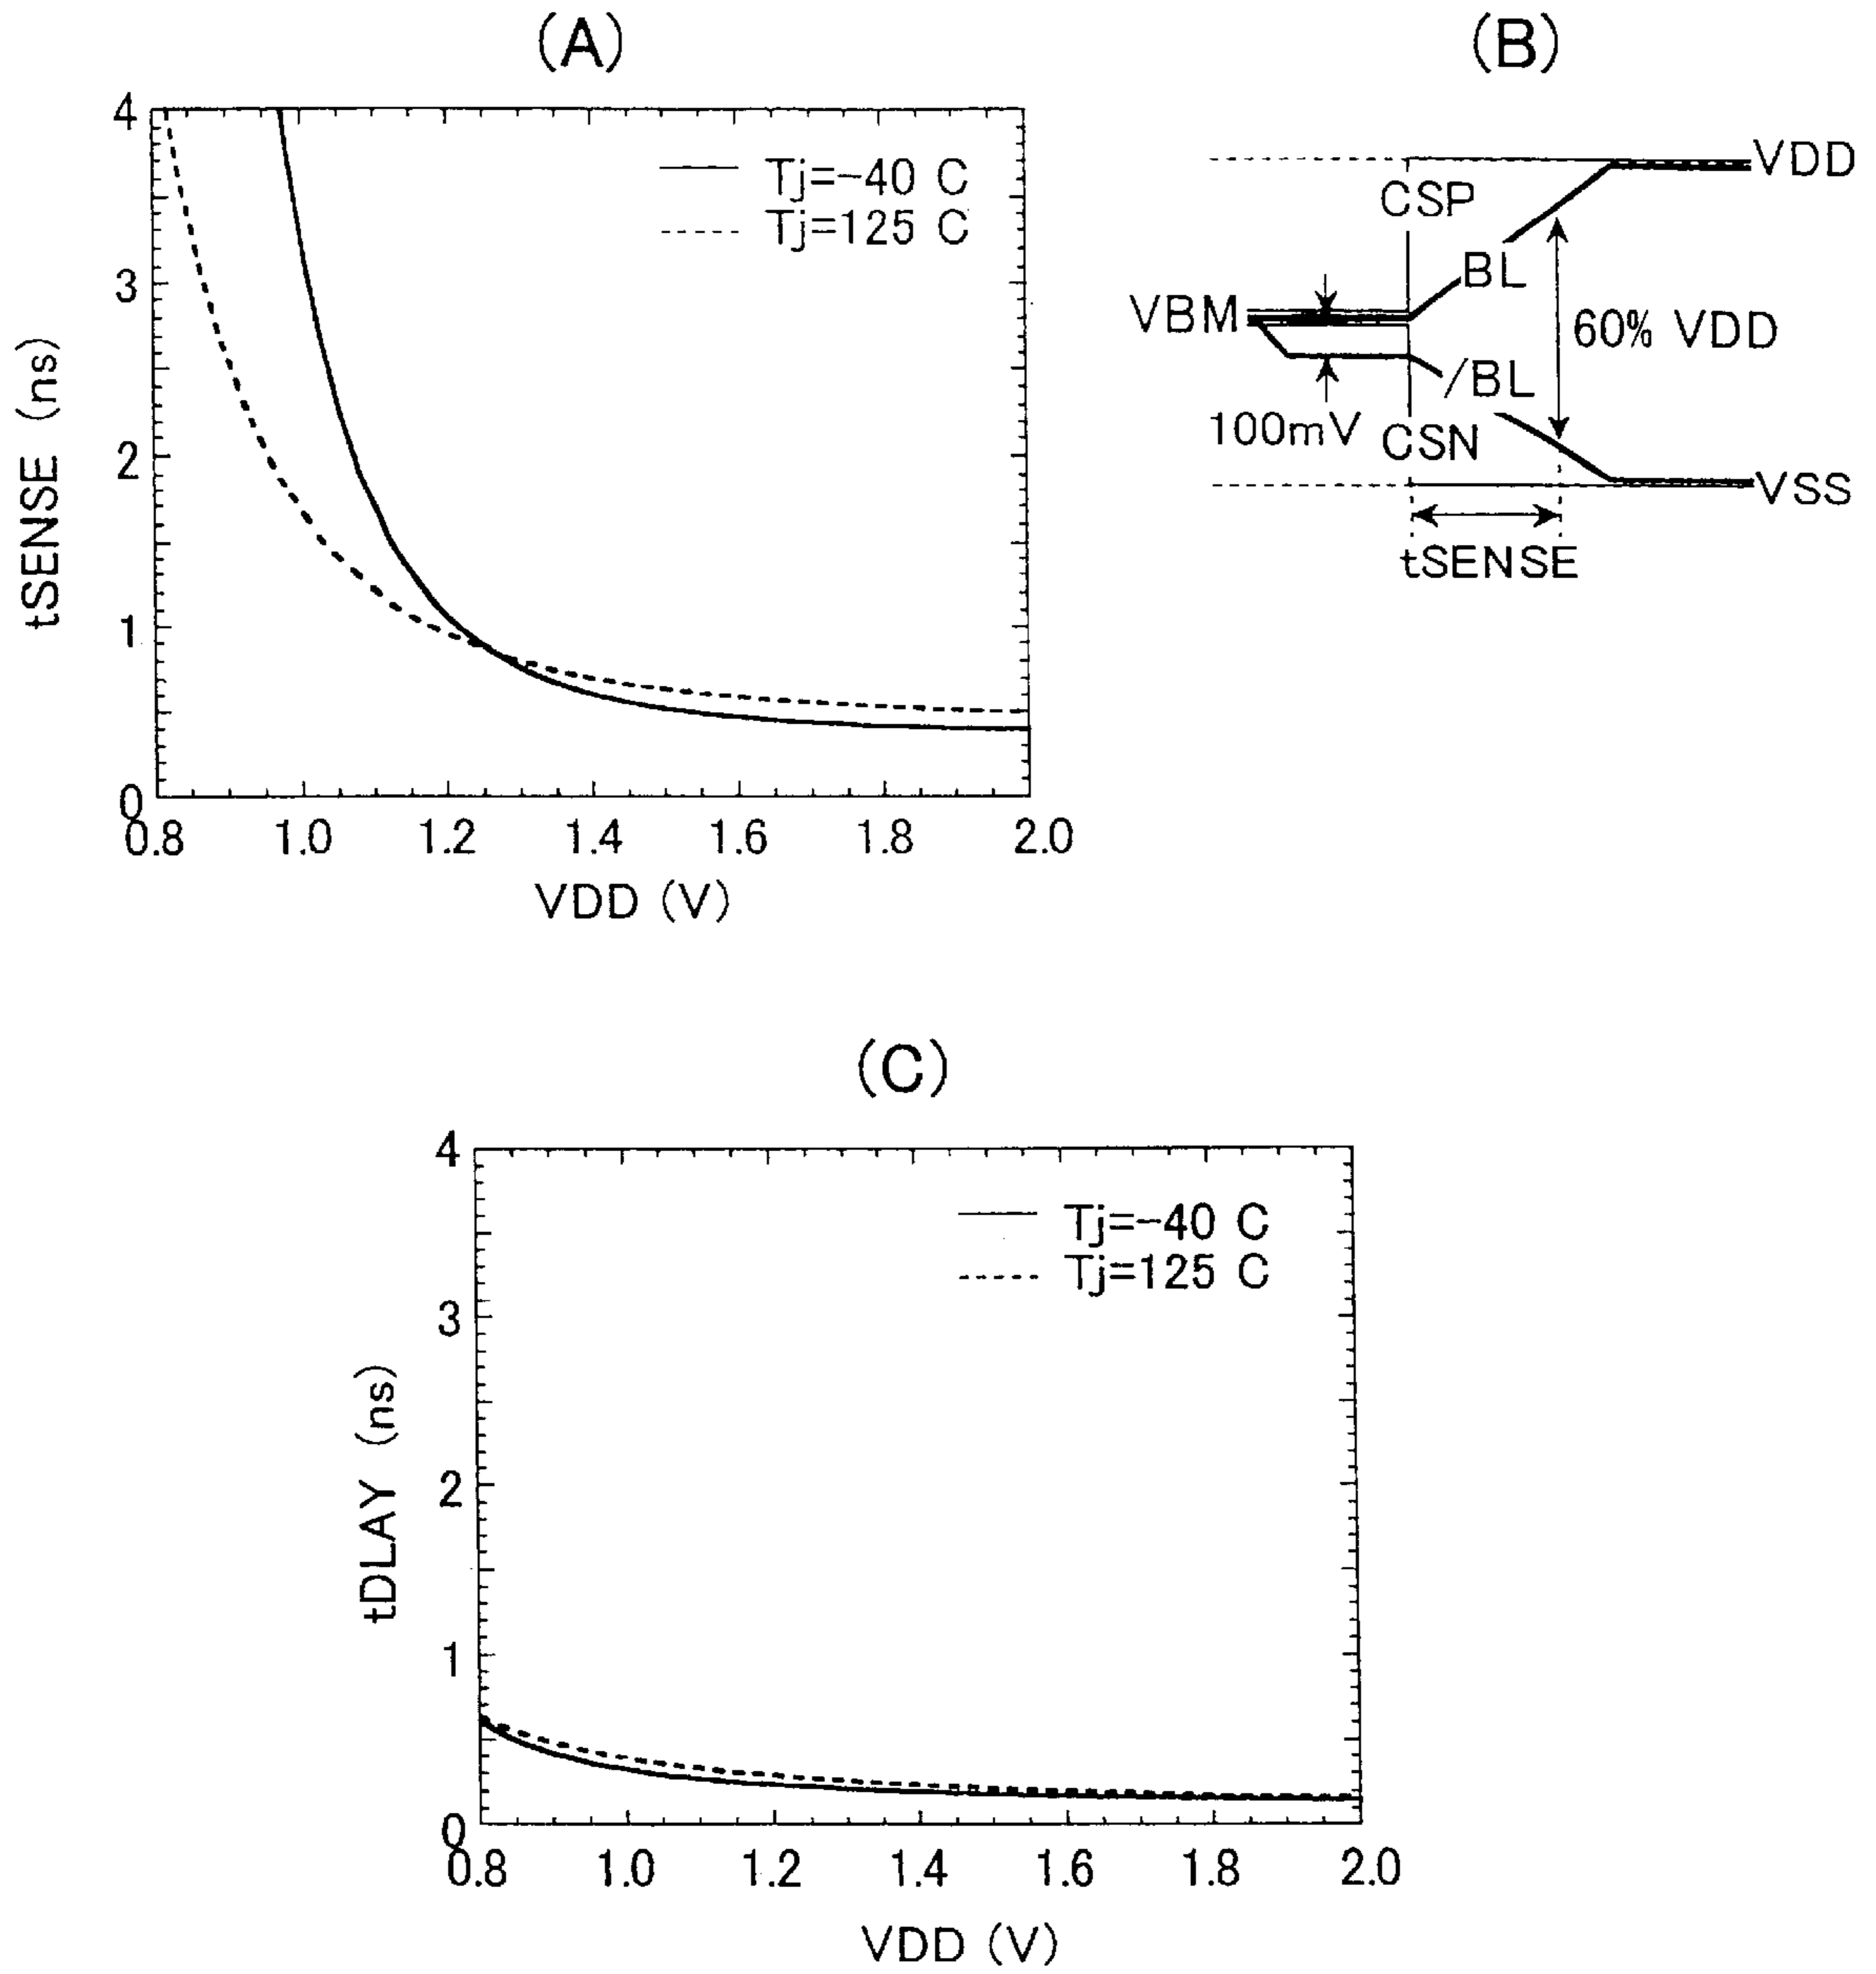 (A)
4
3
2
1
0
tSENSE (ns)
Tj=-40 C
Tj=125 C
0.8 1.0 1.2 1.4 1.6 1.8 2.0
VDD (V)
(B)
VDD
CSP
BL
VBM
60% VDD
/BL
100mV
CSN
VSS
tSENSE
(C)
4
3
2
1
0
tDLAY (ns)
Tj=-40 C
Tj=125 C
0.8 1.0 1.2 1.4 1.6 1.8 2.0
VDD (V)